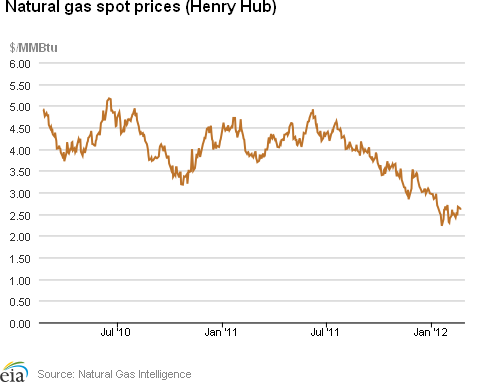 Natural gas spot prices (Henry Hub)
$/MMBtu
6.00
5.00
5.00
4.50
4.00
3.50
3.00
2.50
2.00
1.50
1.00
0.50
0.00
Jul '10
Jan '11
Jul '11
Jan '12
eia
Source: Natural Gas Intelligence